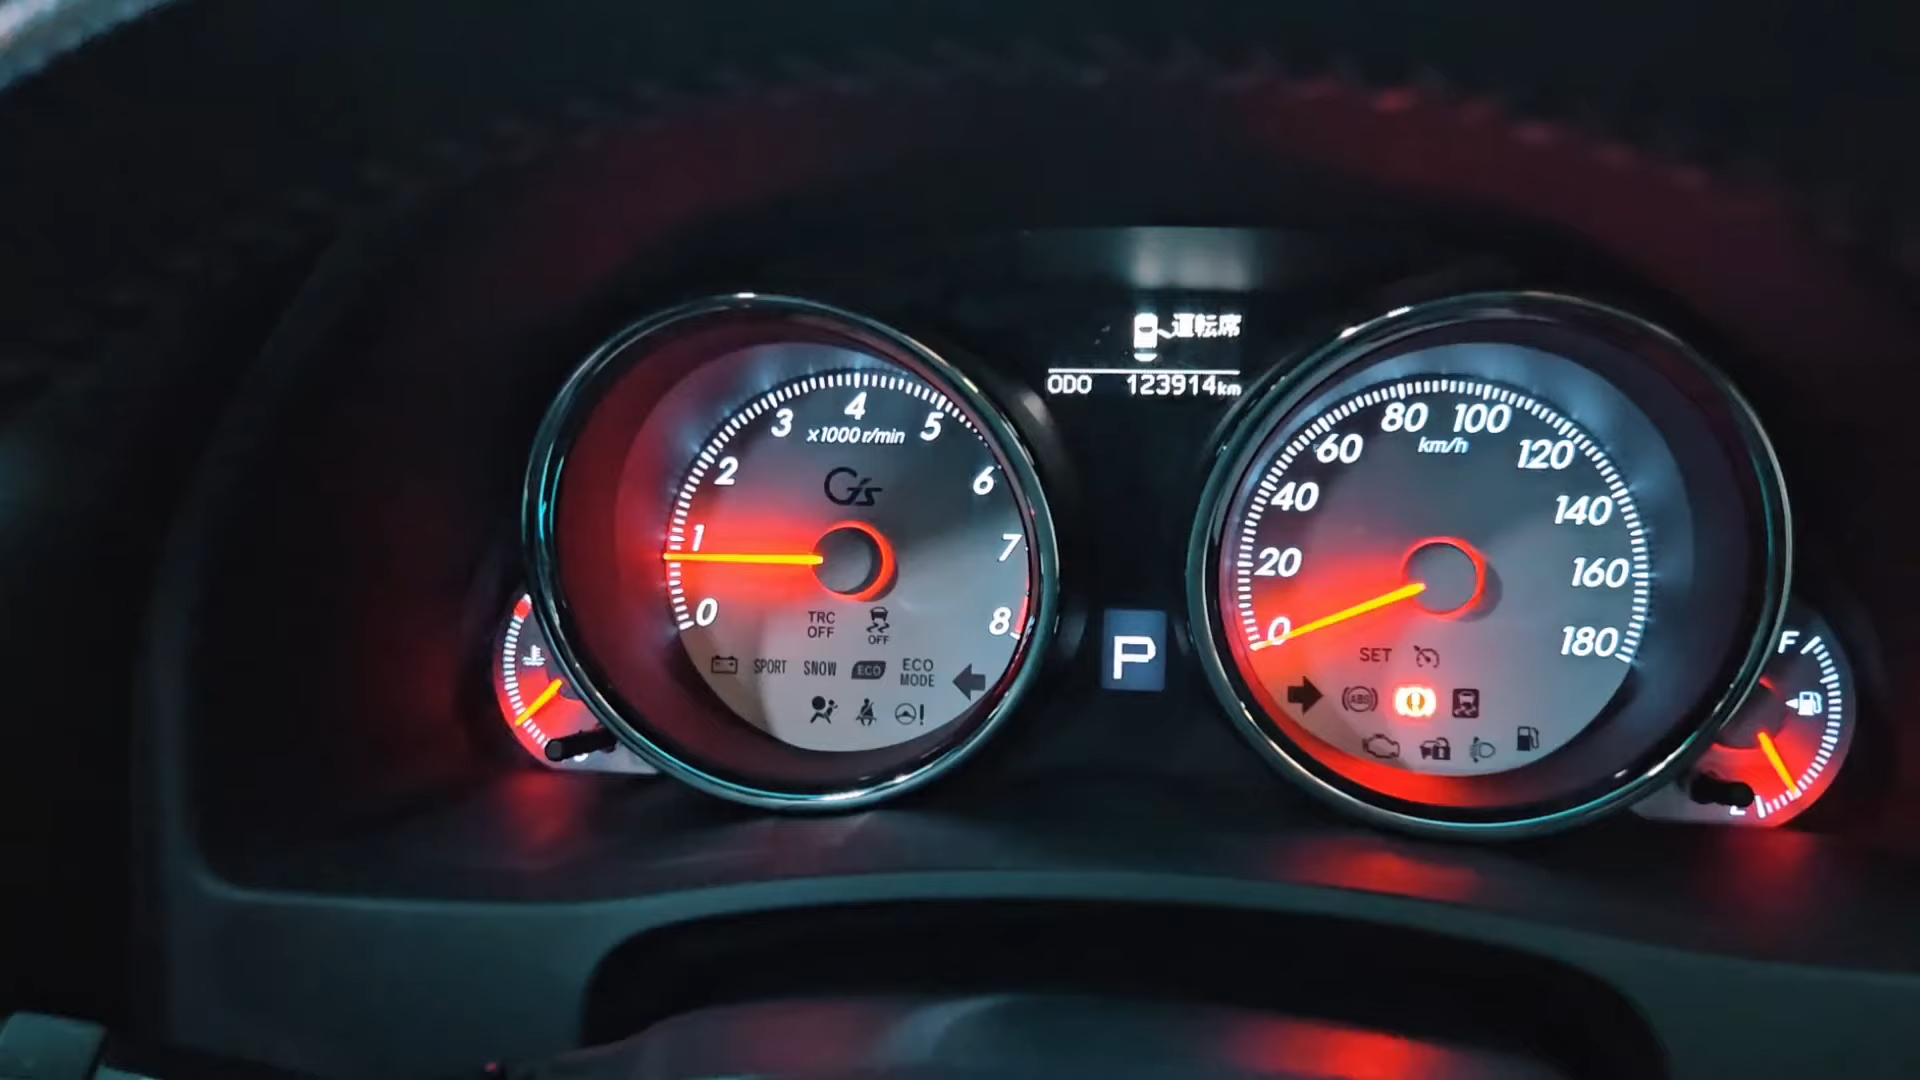 運転席
ODO 123914km
0 1 2 3 4 5 6 7 8
x1000 r/min
G's
TRC
OFF
OFF
SPORT SNOW ECO ECO
MODE
!
P
0 20 40 60 80 100 120 140 160 180
km/h
SET
ABS
F
E